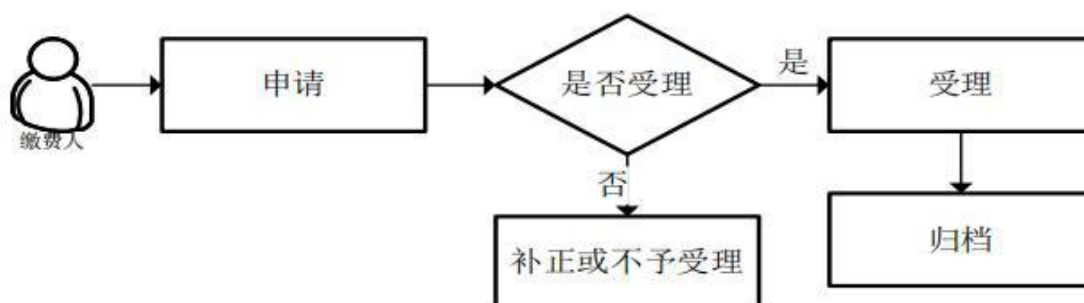 缴费人
申请
是否受理
是
受理
否
补正或不予受理
归档